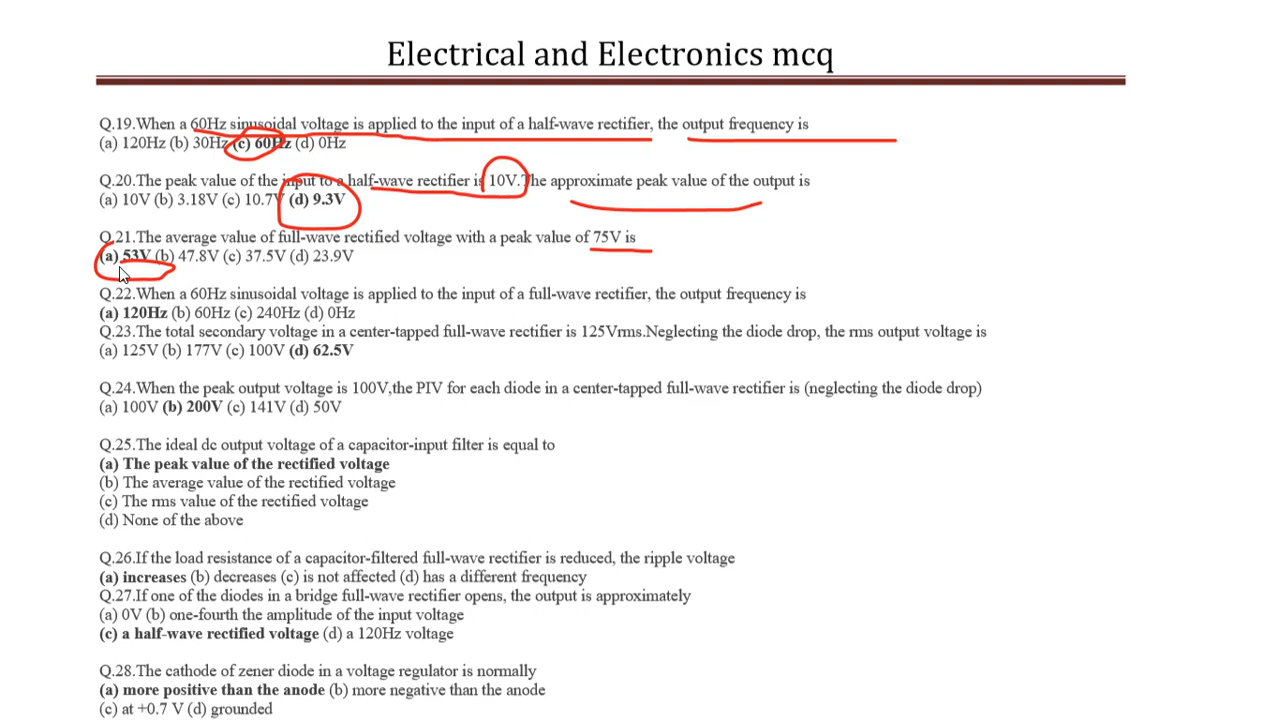 Electrical and Electronics mcq
Q.19.When a 60Hz sinusoidal voltage is applied to the input of a half-wave rectifier, the output frequency is
(a) 120Hz (b) 30Hz (c) 60Hz (d) 0Hz
Q.20.The peak value of the input to a half-wave rectifier is 10V.The approximate peak value of the output is
(a) 10V (b) 3.18V (c) 10.7V (d) 9.3V
Q.21.The average value of full-wave rectified voltage with a peak value of 75V is
(a) 53V (b) 47.8V (c) 37.5V (d) 23.9V
Q.22.When a 60Hz sinusoidal voltage is applied to the input of a full-wave rectifier, the output frequency is
(a) 120Hz (b) 60Hz (c) 240Hz (d) 0Hz
Q.23.The total secondary voltage in a center-tapped full-wave rectifier is 125Vrms.Neglecting the diode drop, the rms output voltage is
(a) 125V (b) 177V (c) 100V (d) 62.5V
Q.24.When the peak output voltage is 100V,the PIV for each diode in a center-tapped full-wave rectifier is (neglecting the diode drop)
(a) 100V (b) 200V (c) 141V (d) 50V
Q.25.The ideal dc output voltage of a capacitor-input filter is equal to
(a) The peak value of the rectified voltage
(b) The average value of the rectified voltage
(c) The rms value of the rectified voltage
(d) None of the above
Q.26.If the load resistance of a capacitor-filtered full-wave rectifier is reduced, the ripple voltage
(a) increases (b) decreases (c) is not affected (d) has a different frequency
Q.27.If one of the diodes in a bridge full-wave rectifier opens, the output is approximately
(a) 0V (b) one-fourth the amplitude of the input voltage
(c) a half-wave rectified voltage (d) a 120Hz voltage
Q.28.The cathode of zener diode in a voltage regulator is normally
(a) more positive than the anode (b) more negative than the anode
(c) at +0.7 V (d) grounded